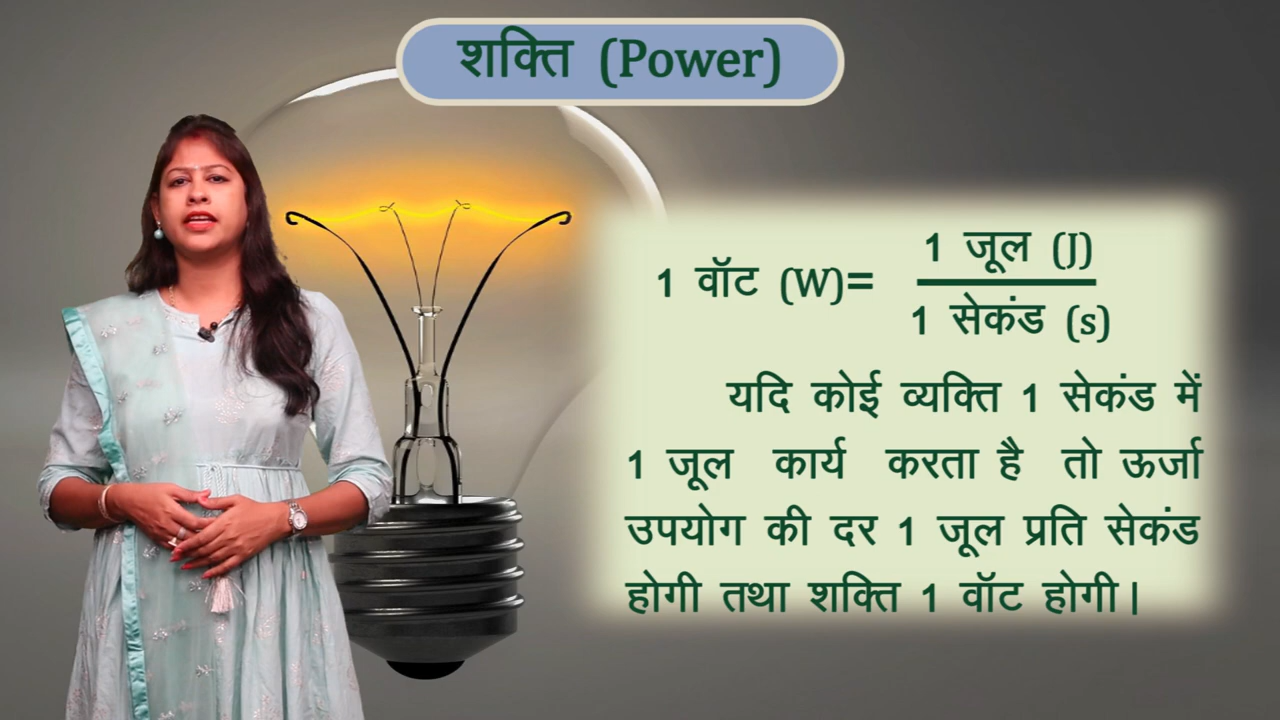 शक्ति (Power)
1 वॉट (W)= 1 जूल (J)
1 सेकंड (s)
यदि कोई व्यक्ति 1 सेकंड में
1 जूल कार्य करता है तो ऊर्जा
उपयोग की दर 1 जूल प्रति सेकंड
होगी तथा शक्ति 1 वॉट होगी।